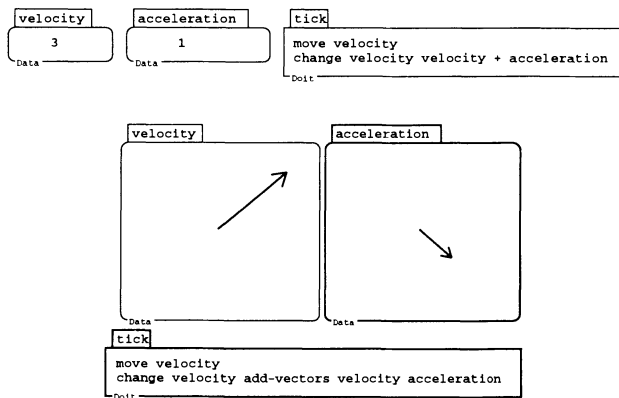 velocity
acceleration
tick
3
1
move velocity
change velocity velocity + acceleration
Data
Data
Doit
velocity
acceleration
Data
Data
tick
move velocity
change velocity add-vectors velocity acceleration
Doit